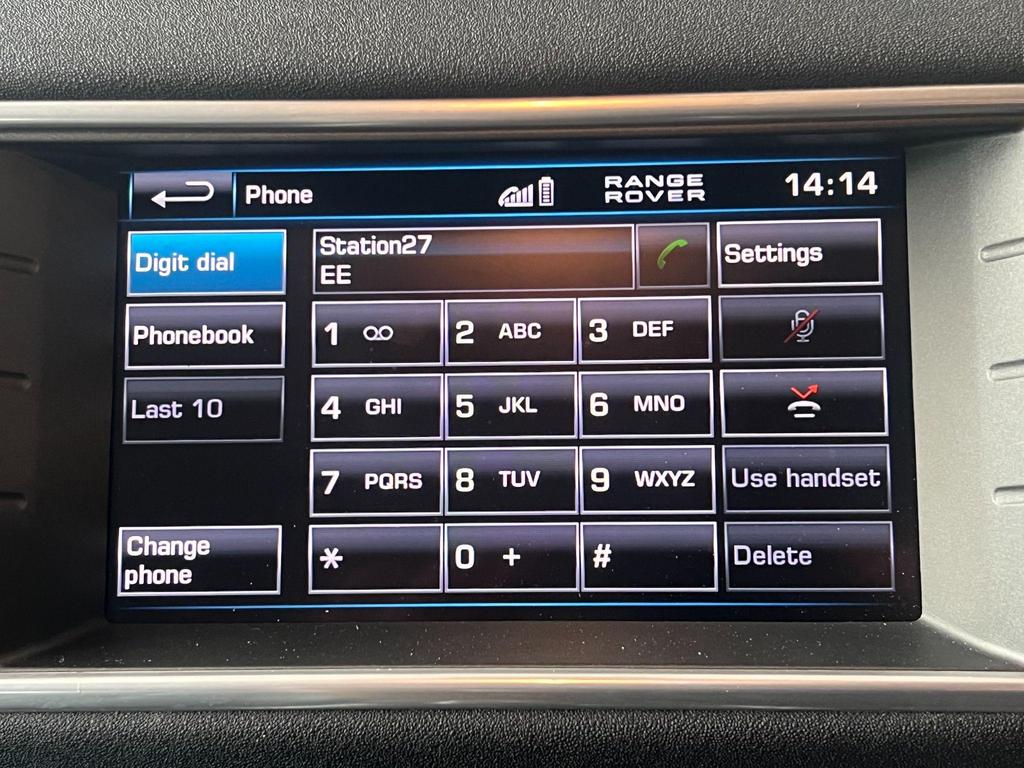 Phone
RANGE
ROVER
14:14
Digit dial
Station27
EE
Settings
Phonebook
1
2 ABC
3 DEF
Last 10
4 GHI
5 JKL
6 MNO
7 PQRS
8 TUV
9 WXYZ
Use handset
Change
phone
*
0 +
#
Delete